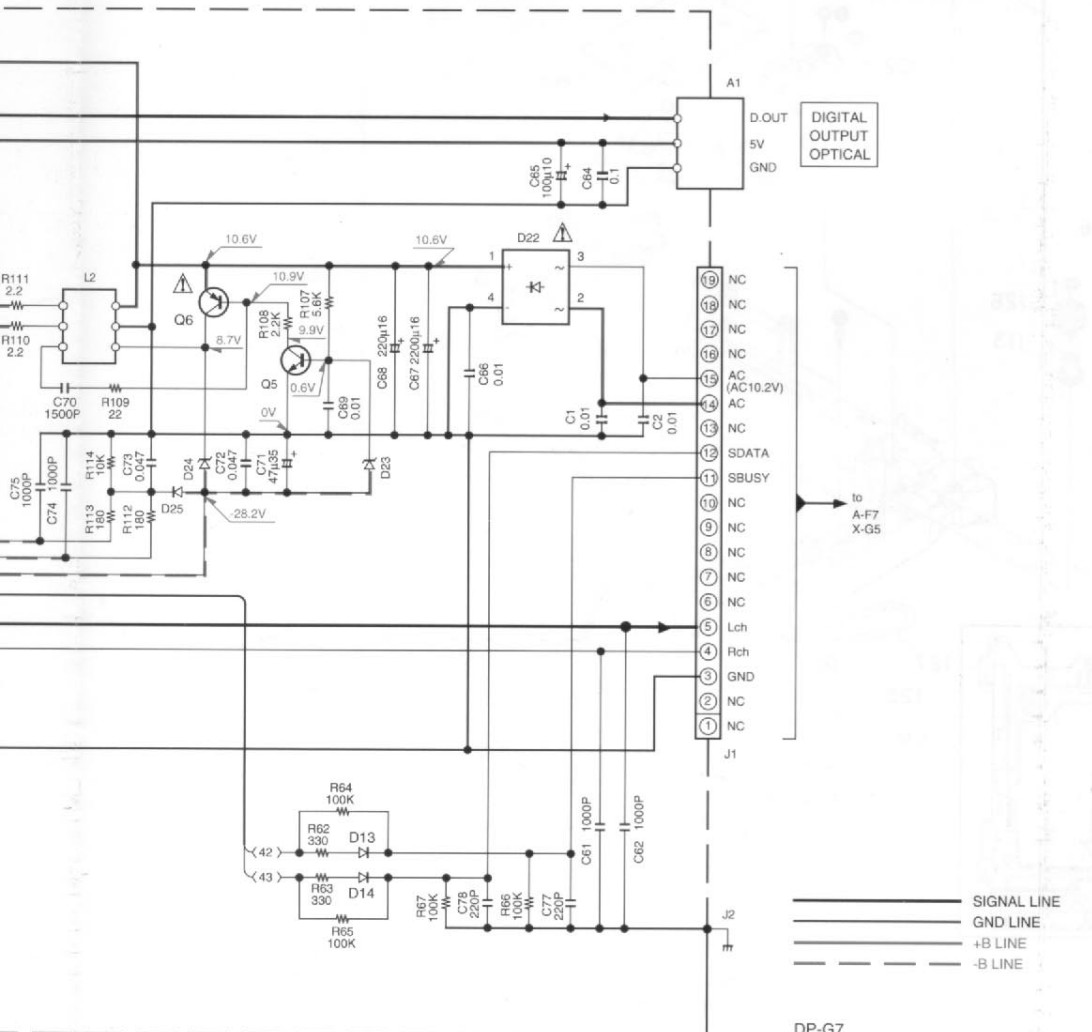 A1
D.OUT
5V
GND
DIGITAL
OUTPUT
OPTICAL
C65
100µ10
+
C64
0.1
10.6V
10.6V
D22
1
+
~
3
4
-
~
2
R111
2.2
L2
R110
2.2
Q6
10.9V
R108
2.2K
R107
5.6K
9.9V
8.7V
Q5
0.6V
0V
C68 220µ16
+
C67 2200µ16
+
C66
0.01
C69
0.01
C1
0.01
C2
0.01
C70
1500P
R109
22
C75
1000P
C74 1000P
R114
10K
C73
0.047
D24
C72
0.047
C71
47µ35
+
D23
R113
180
R112
180
D25
-28.2V
19 NC
18 NC
17 NC
16 NC
15 AC
(AC10.2V)
14 AC
13 NC
12 SDATA
11 SBUSY
10 NC
9 NC
8 NC
7 NC
6 NC
5 Lch
4 Rch
3 GND
2 NC
1 NC
J1
to
A-F7
X-G5
R64
100K
R62
330
D13
42
43
R63
330
D14
R65
100K
R67
100K
C78
220P
R66
100K
C77
220P
C61 1000P
C62 1000P
J2
SIGNAL LINE
GND LINE
+B LINE
-B LINE
DP-G7